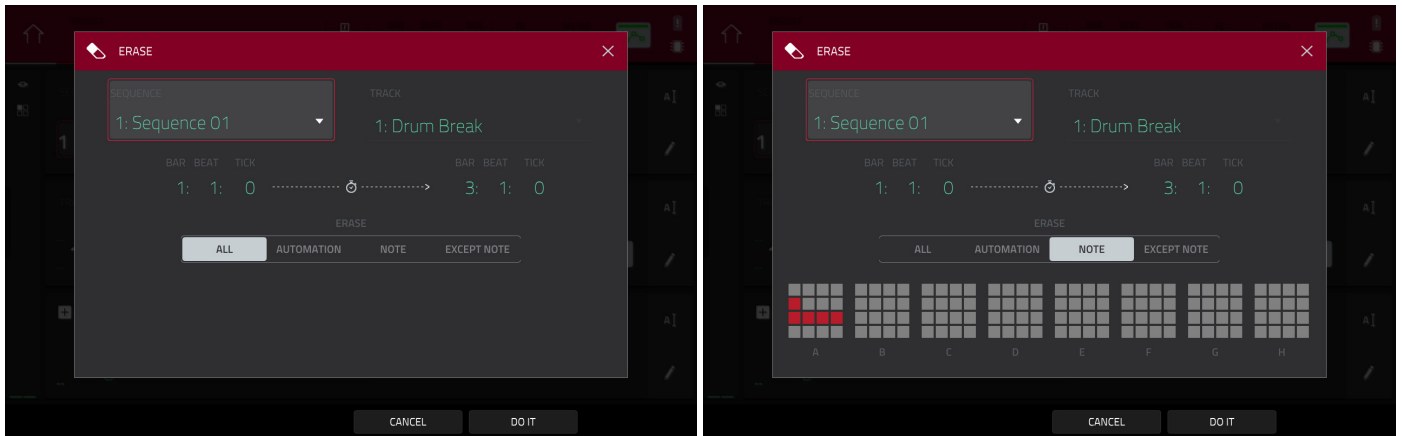 ERASE
SEQUENCE TRACK
1: Sequence 01 1: Drum Break
1
BAR BEAT TICK BAR BEAT TICK
1: 1: 0 3: 1: 0
ERASE
ALL AUTOMATION NOTE EXCEPT NOTE
CANCEL DO IT
ERASE
SEQUENCE TRACK
1: Sequence 01 1: Drum Break
1
BAR BEAT TICK BAR BEAT TICK
1: 1: 0 3: 1: 0
ERASE
ALL AUTOMATION NOTE EXCEPT NOTE
A B C D E F G H
CANCEL DO IT